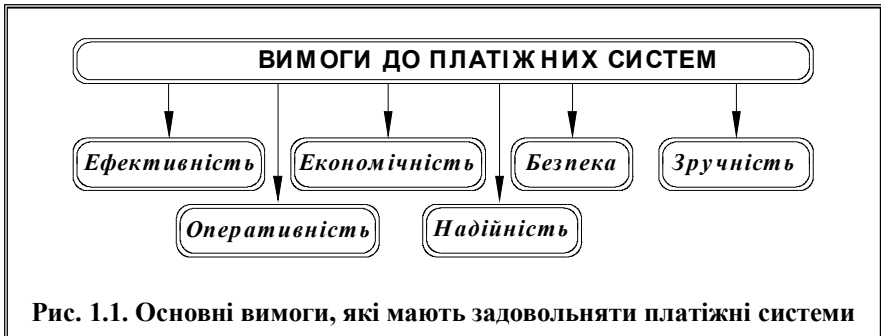 ВИМОГИ ДО ПЛАТІЖНИХ СИСТЕМ
Ефективність
Економічність
Безпека
Зручність
Оперативність
Надійність
Рис. 1.1. Основні вимоги, які мають задовольняти платіжні системи